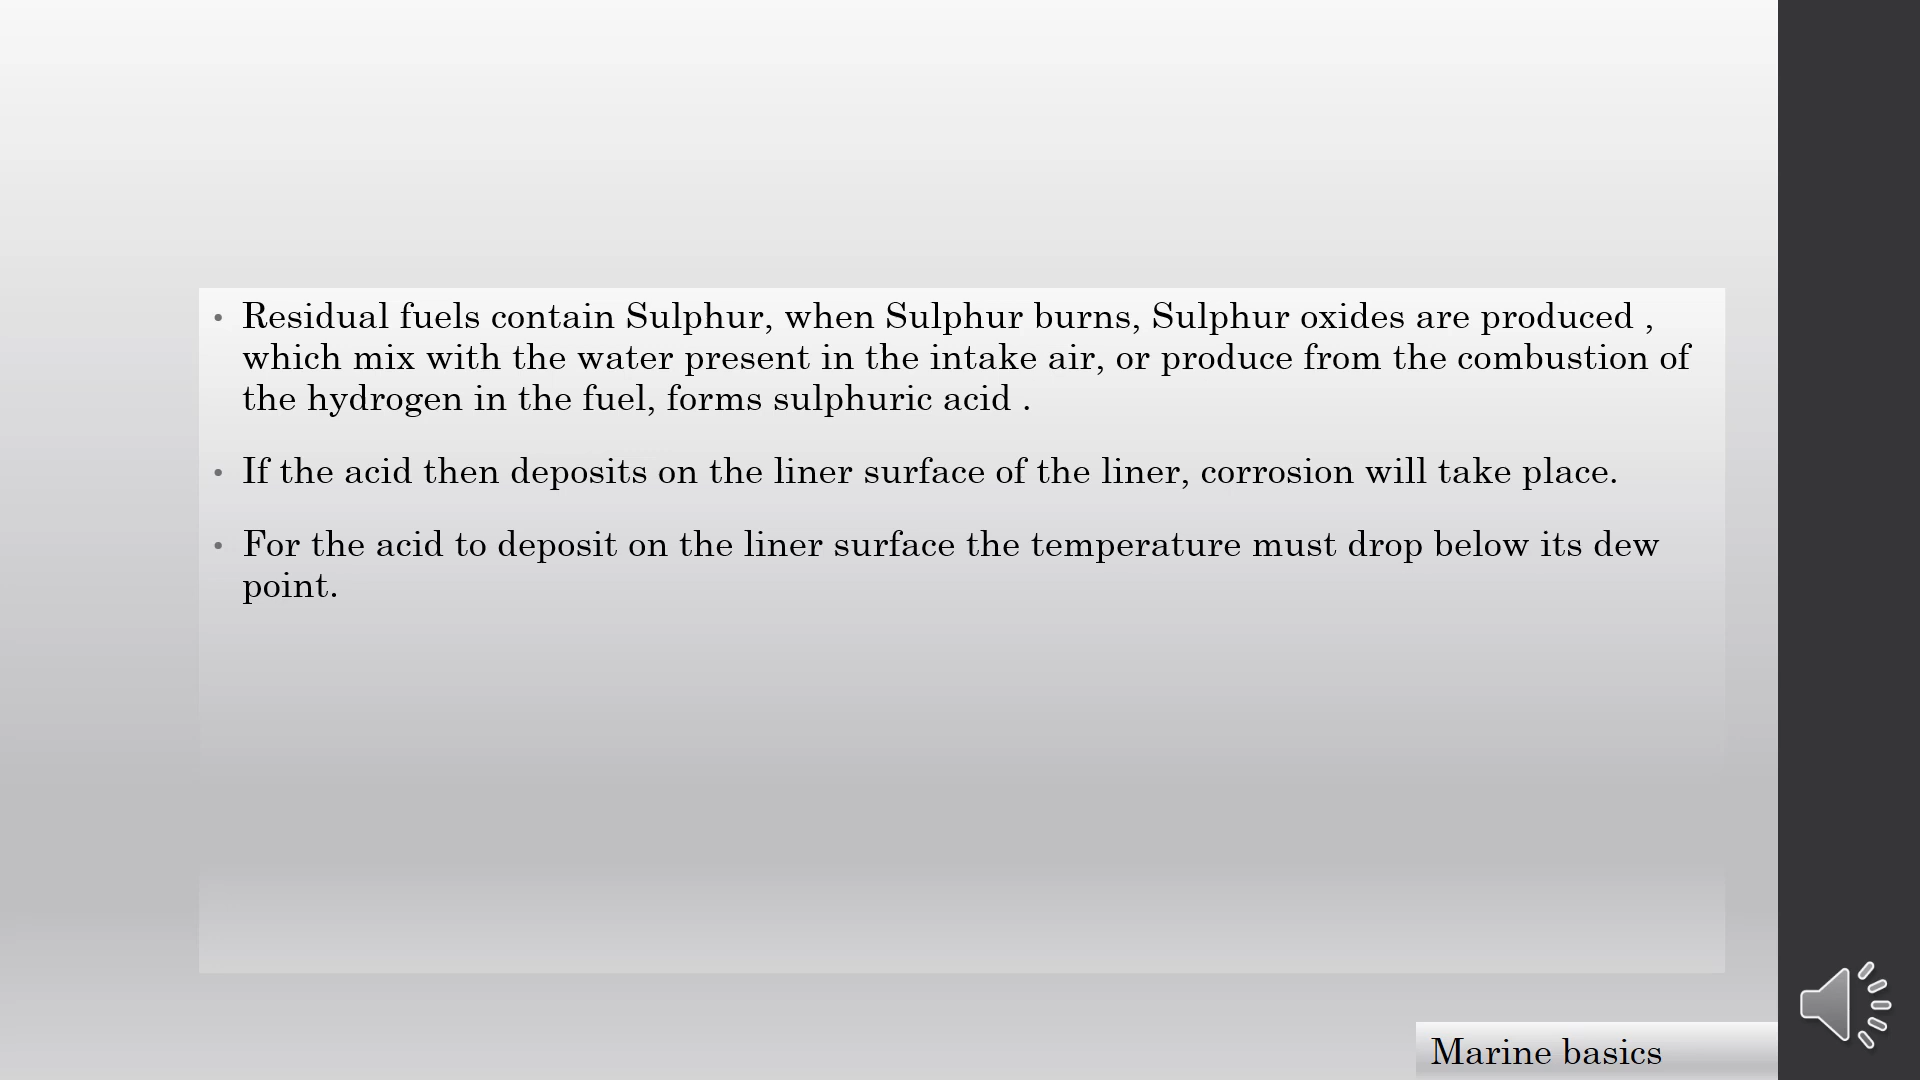 • Residual fuels contain Sulphur, when Sulphur burns, Sulphur oxides are produced ,
which mix with the water present in the intake air, or produce from the combustion of
the hydrogen in the fuel, forms sulphuric acid .
• If the acid then deposits on the liner surface of the liner, corrosion will take place.
• For the acid to deposit on the liner surface the temperature must drop below its dew
point.
Marine basics